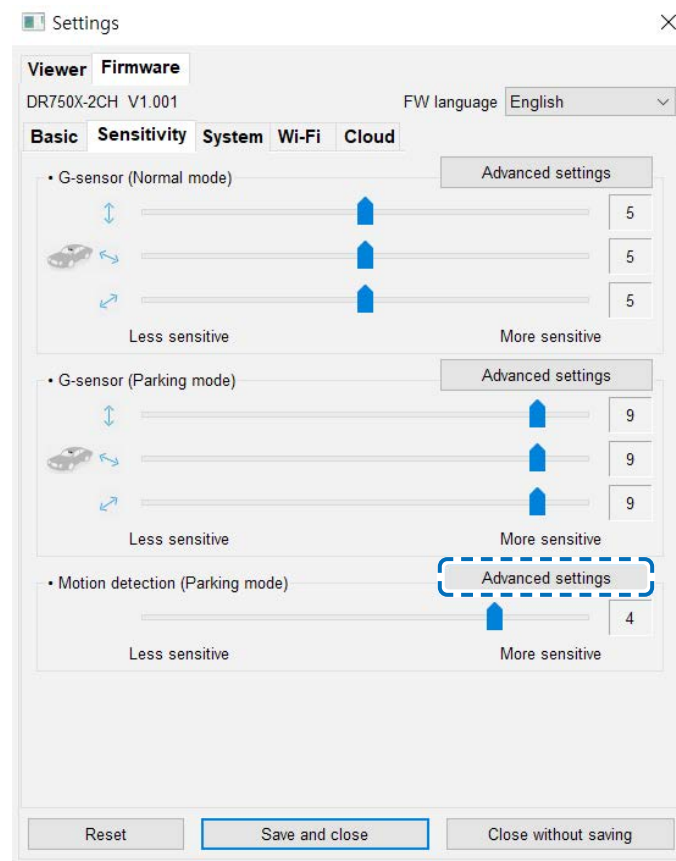 Settings
Viewer Firmware
DR750X-2CH V1.001 FW language English
Basic Sensitivity System Wi-Fi Cloud
• G-sensor (Normal mode) Advanced settings
5
5
5
Less sensitive More sensitive
• G-sensor (Parking mode) Advanced settings
9
9
9
Less sensitive More sensitive
• Motion detection (Parking mode) Advanced settings
4
Less sensitive More sensitive
Reset Save and close Close without saving